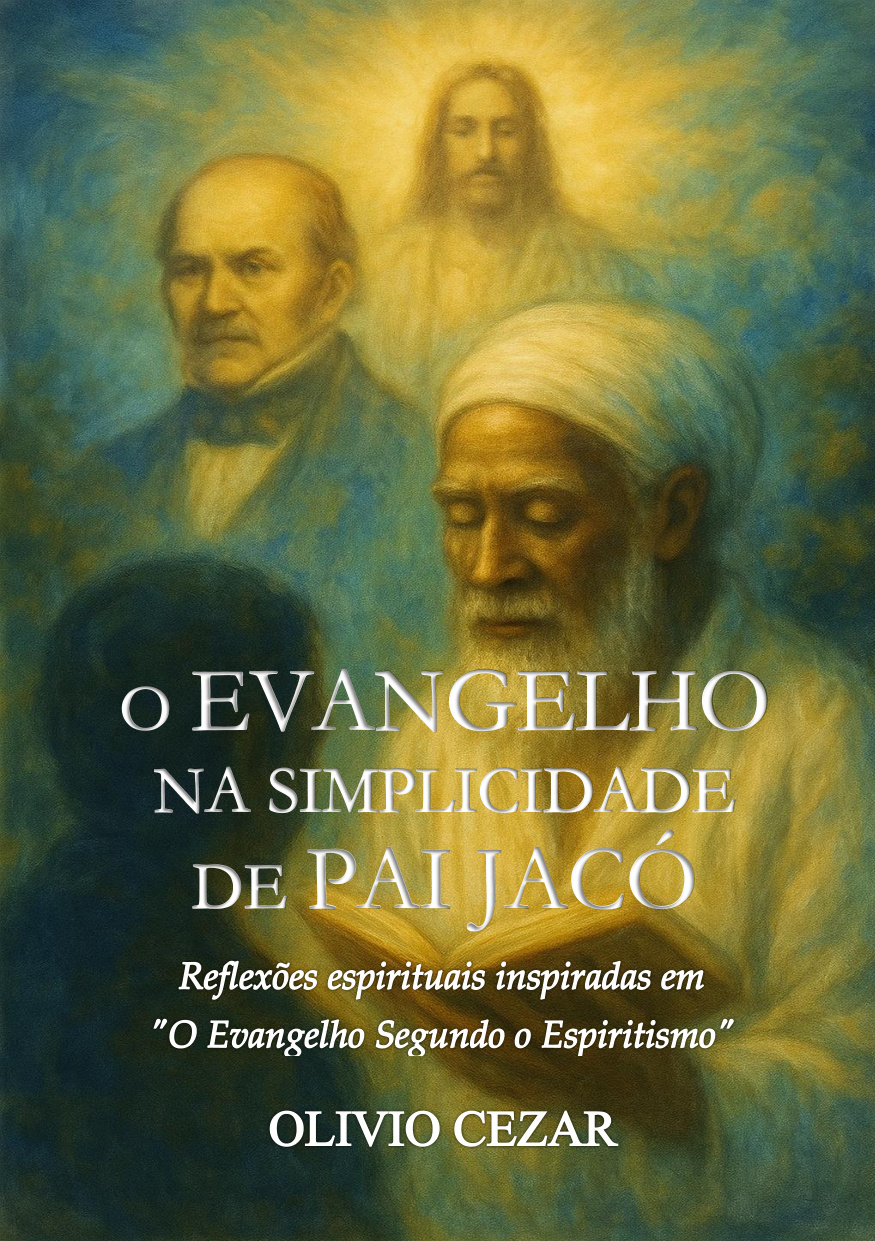 O EVANGELHO
NA SIMPLICIDADE
DE PAI JACÓ
Reflexões espirituais inspiradas em
"O Evangelho Segundo o Espiritismo"
OLIVIO CEZAR